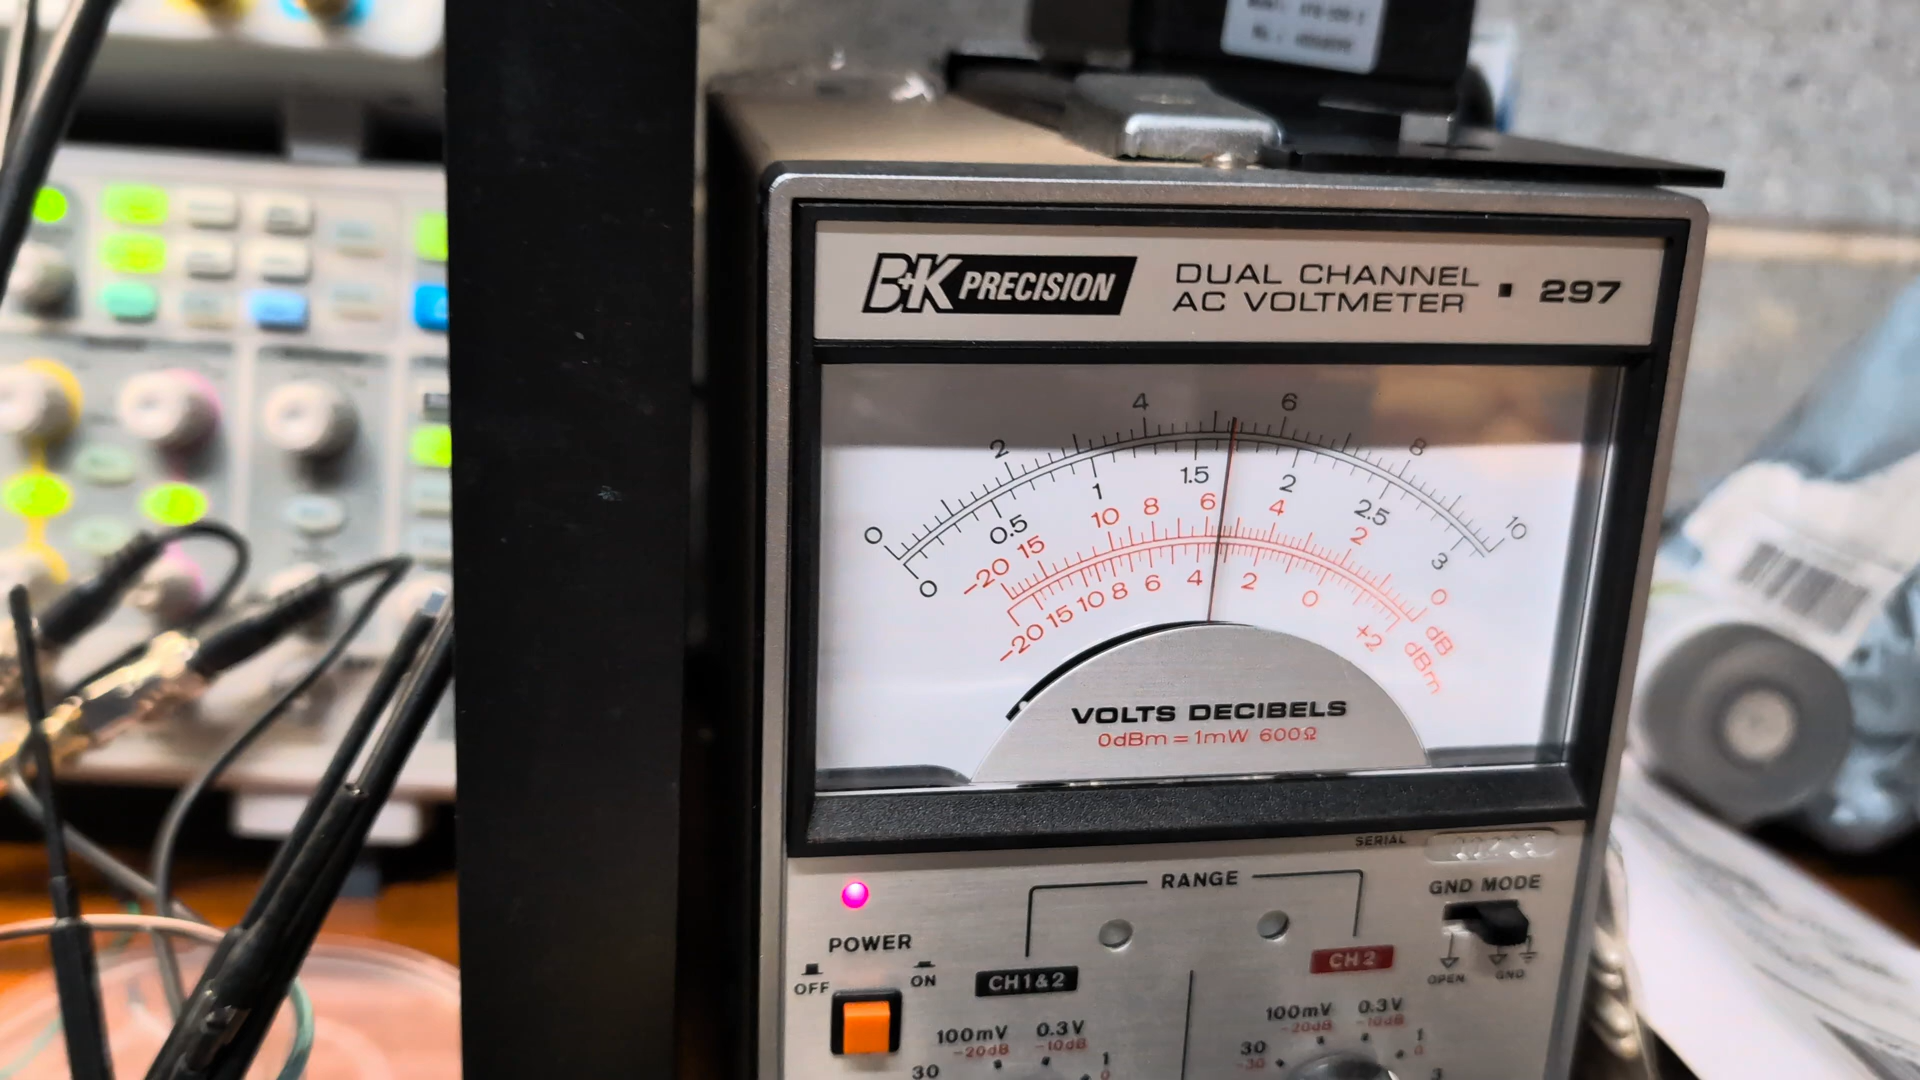 B+K PRECISION
DUAL CHANNEL
AC VOLTMETER ▪ 297
0 2 4 6 8 10
0 0.5 1 1.5 2 2.5 3
-20 15 10 8 6 4 2 0 dB
-20 15 10 8 6 4 2 0 +2 dBm
VOLTS DECIBELS
0dBm = 1mW 600Ω
SERIAL
RANGE
GND MODE
POWER
OFF
ON
CH1&2
CH2
OPEN
GND
100mV 0.3V
-20dB -10dB
30 1
0
100mV 0.3V
-20dB -10dB
30 1
-30 0
3